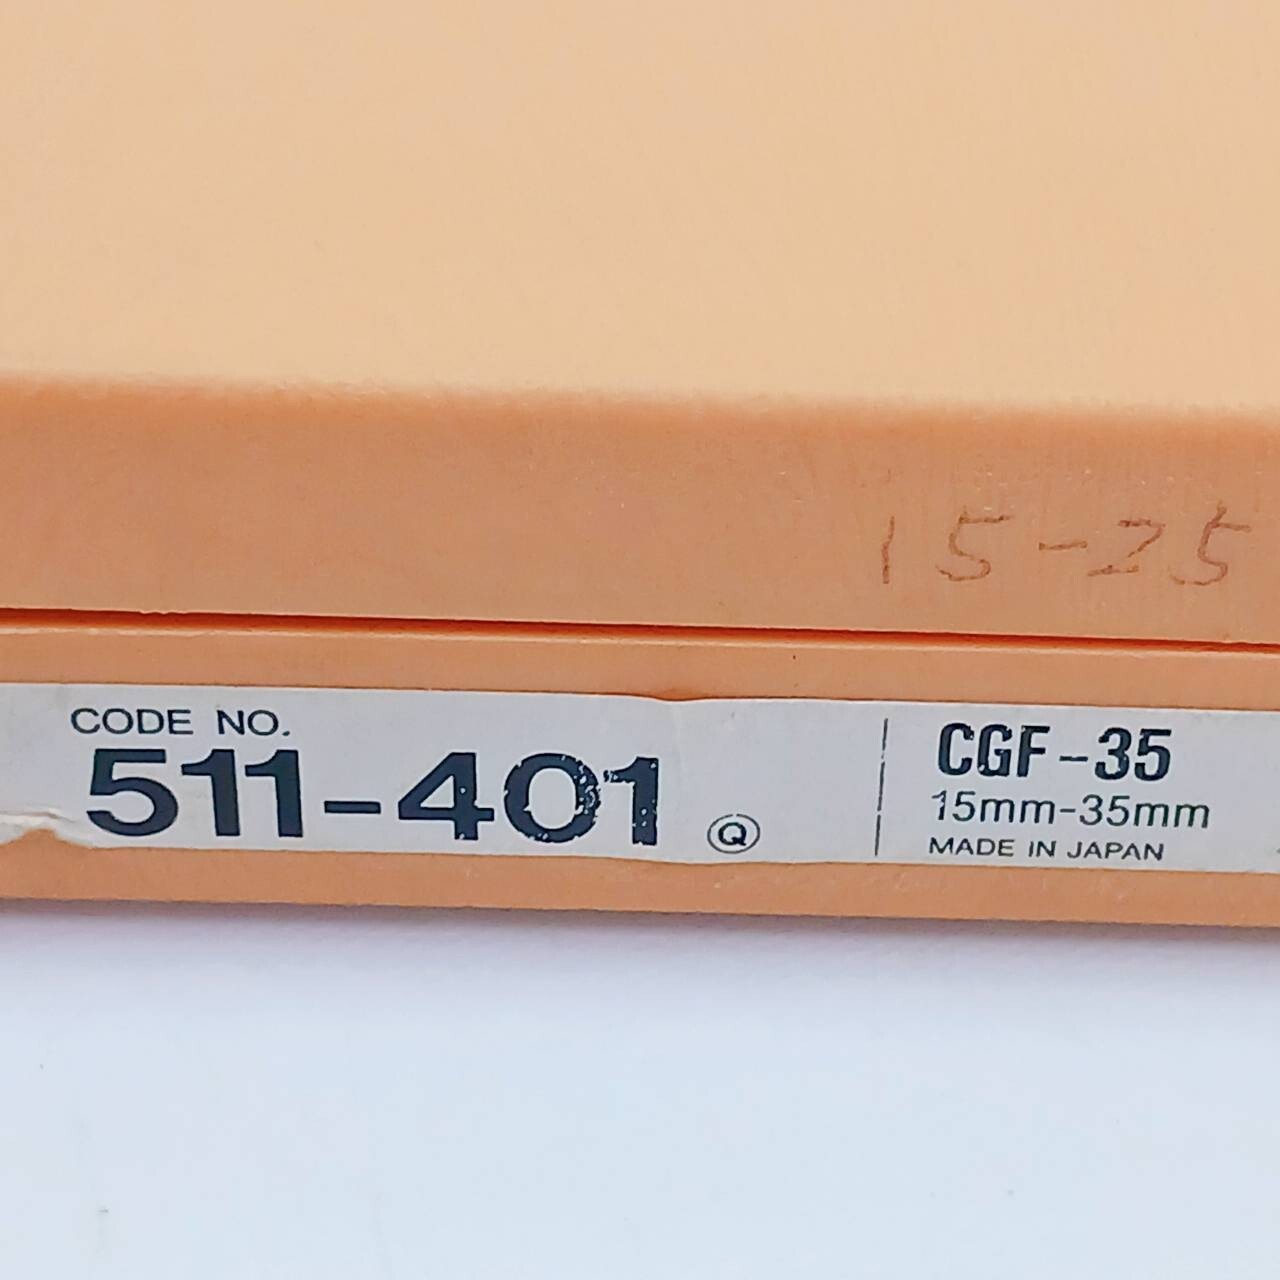 15-25
CODE NO.
511-401 Q
CGF-35
15mm-35mm
MADE IN JAPAN